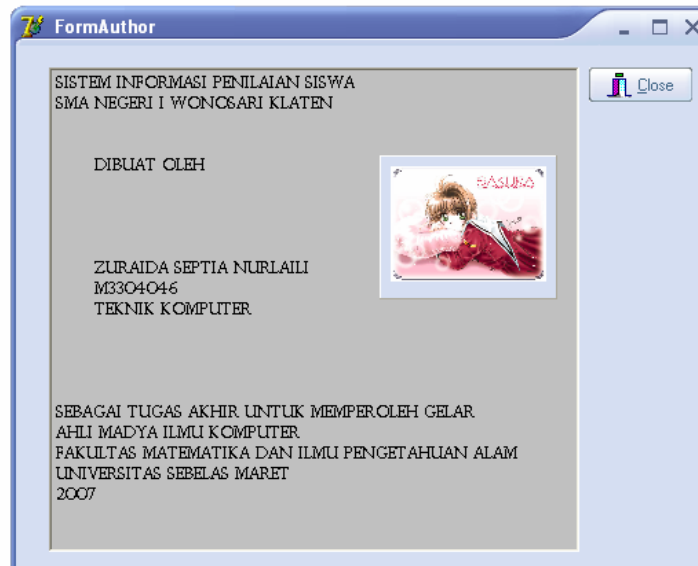 FormAuthor
SISTEM INFORMASI PENILAIAN SISWA
SMA NEGERI I WONOSARI KLATEN
Close
DIBUAT OLEH
SAKURA
ZURAIDA SEPTIA NURLAILI
M3304046
TEKNIK KOMPUTER
SEBAGAI TUGAS AKHIR UNTUK MEMPEROLEH GELAR
AHLI MADYA ILMU KOMPUTER
FAKULTAS MATEMATIKA DAN ILMU PENGETAHUAN ALAM
UNIVERSITAS SEBELAS MARET
2007